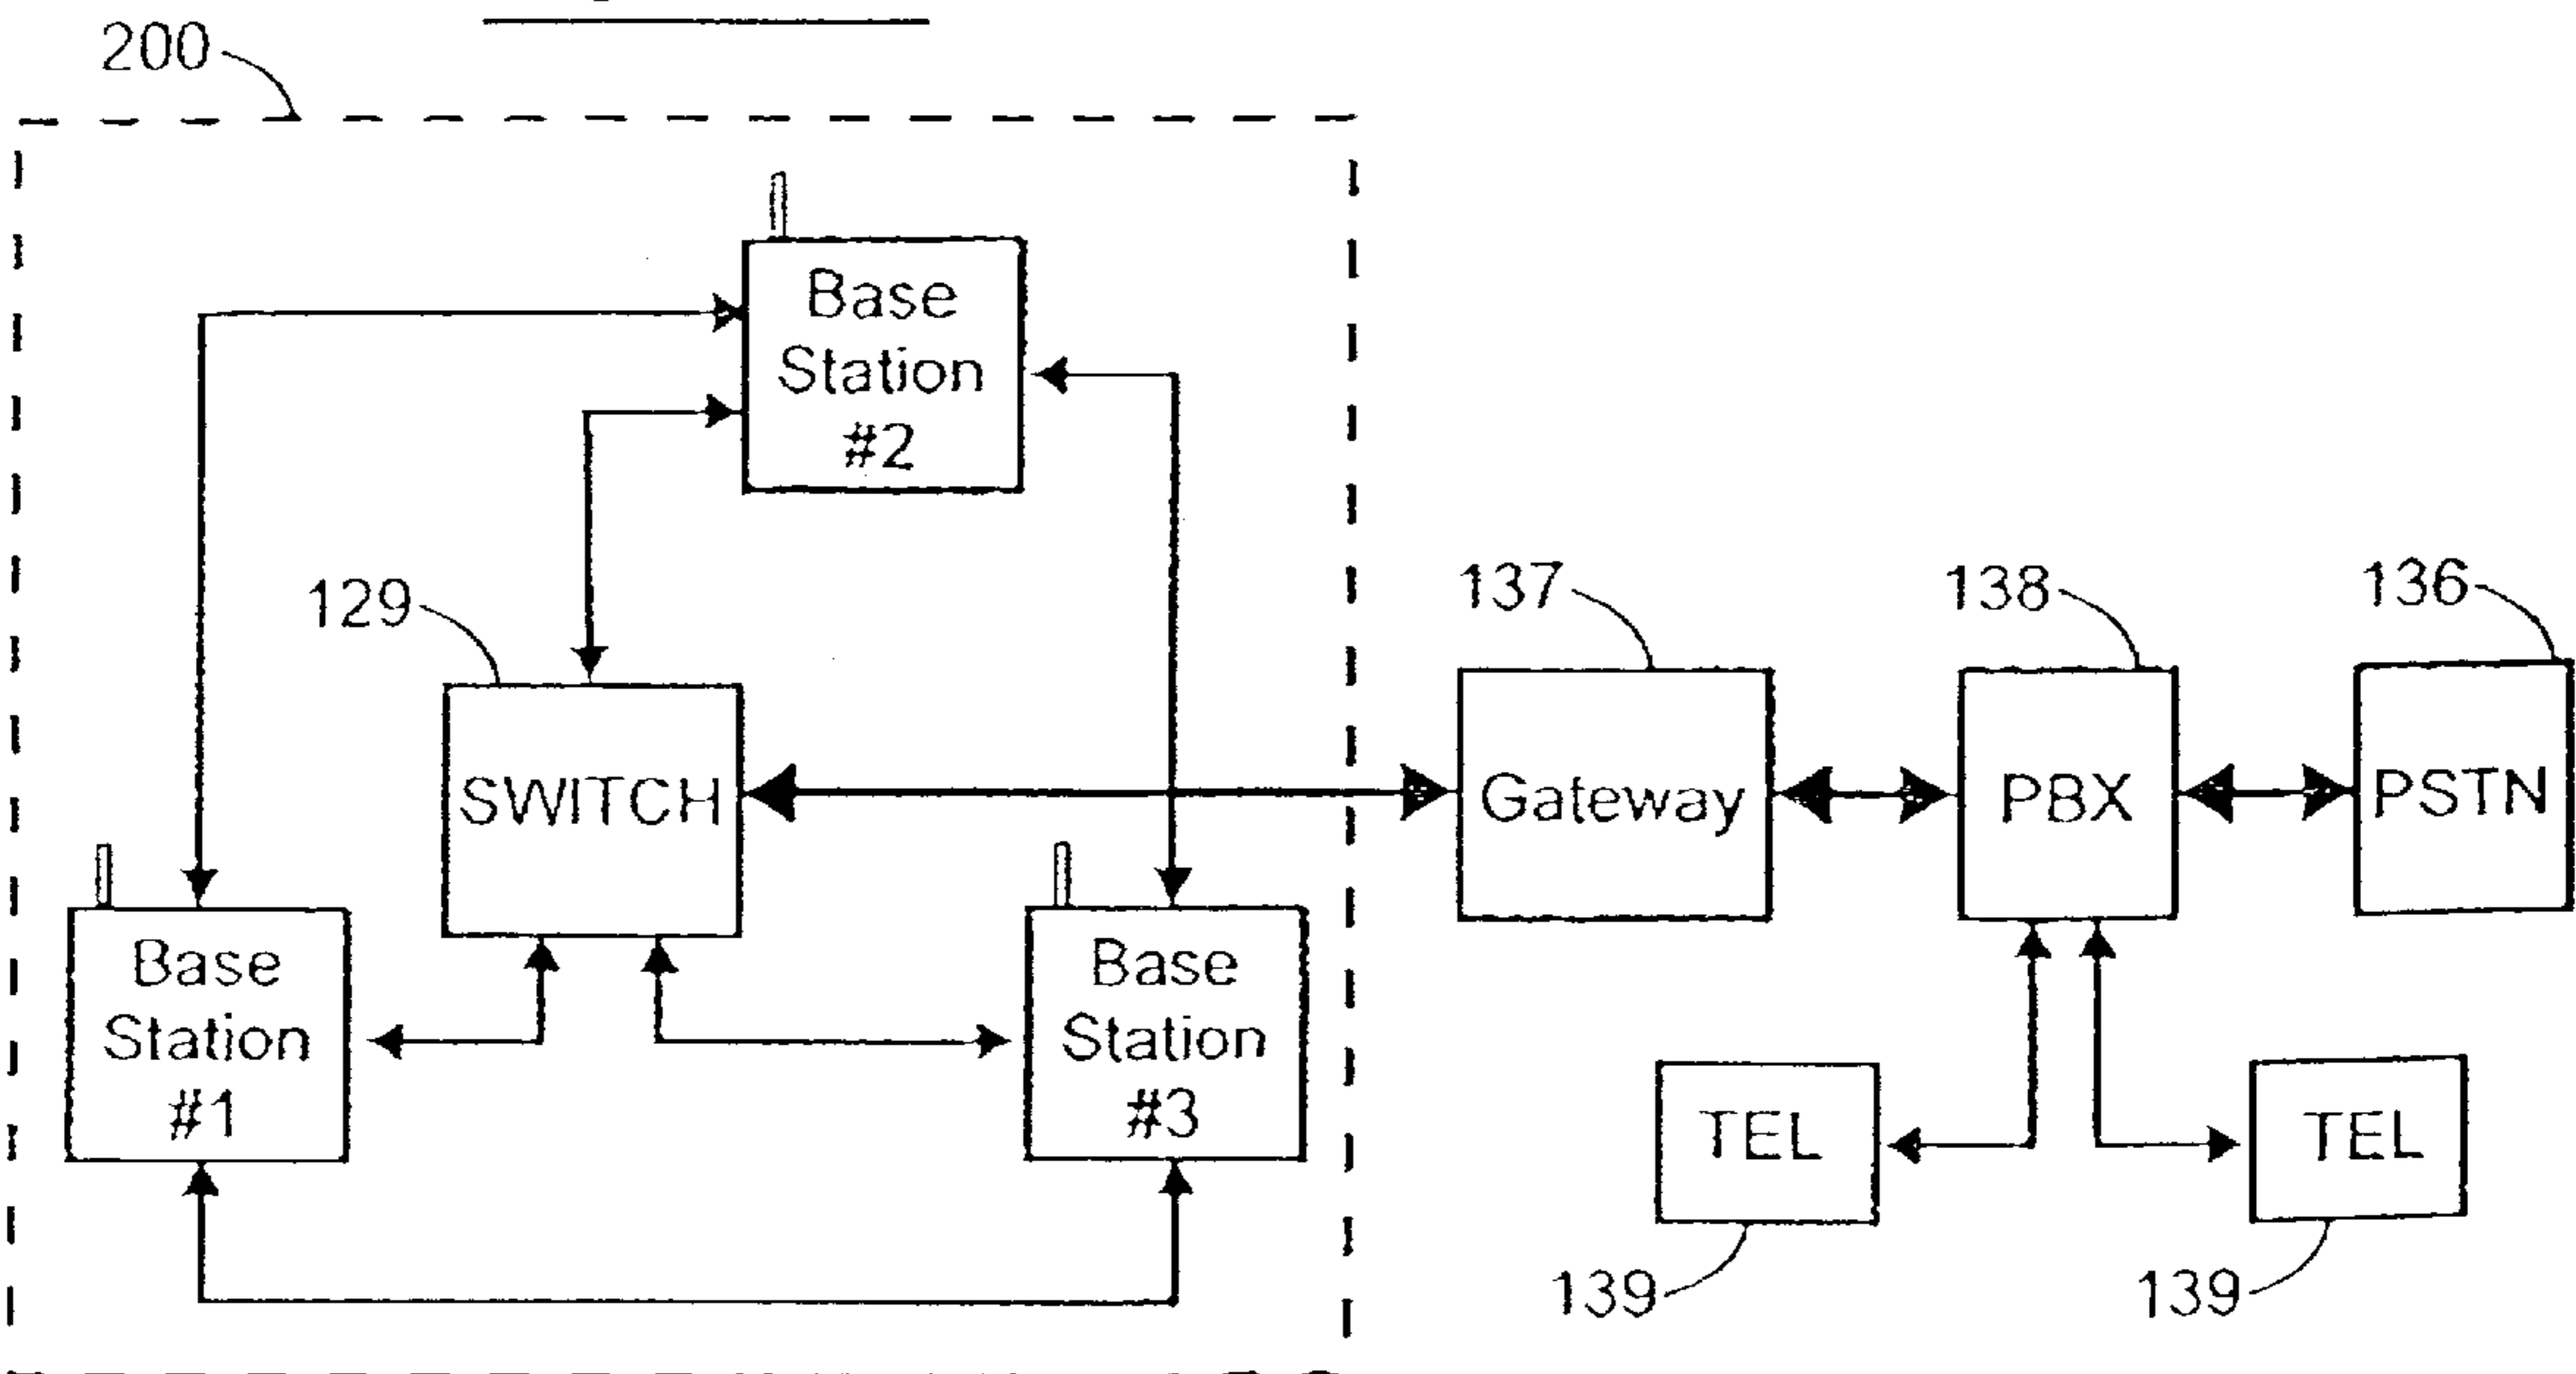 200
Base
Station
#2
129
137
138
136
SWITCH
Gateway
PBX
PSTN
Base
Station
#1
Base
Station
#3
TEL
TEL
139
139